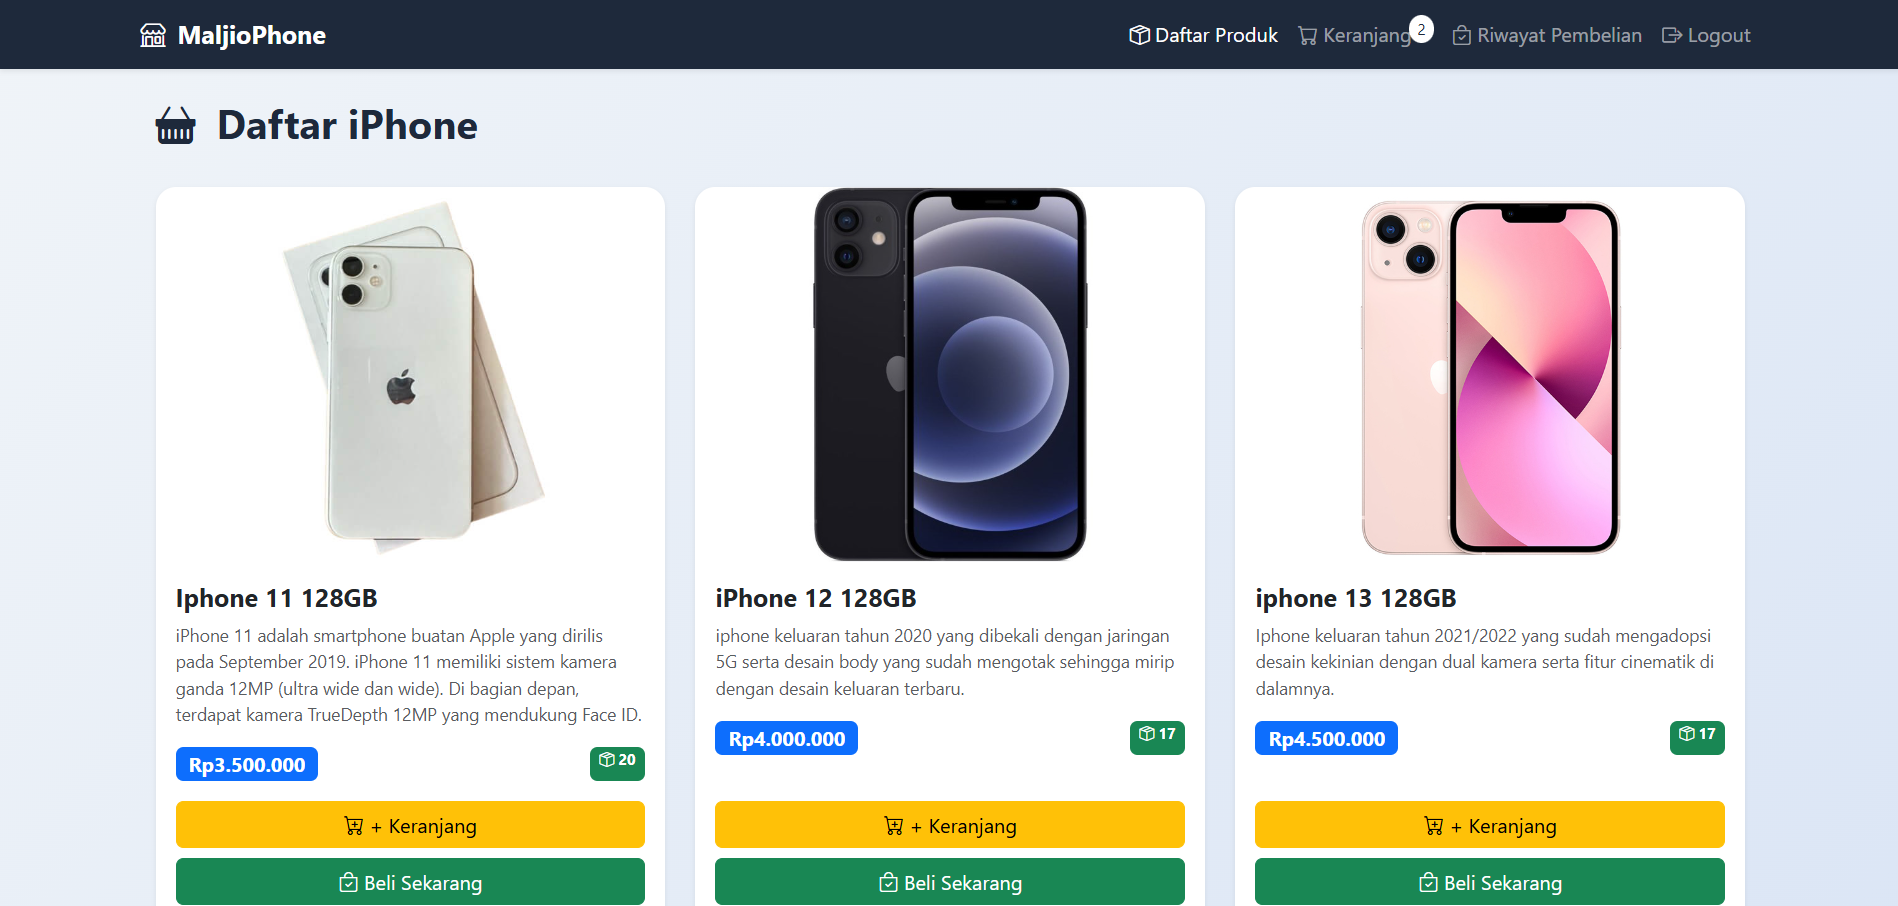 MaljioPhone
Daftar Produk
Keranjang 2
Riwayat Pembelian
Logout
Daftar iPhone
Iphone 11 128GB
iPhone 11 adalah smartphone buatan Apple yang dirilis
pada September 2019. iPhone 11 memiliki sistem kamera
ganda 12MP (ultra wide dan wide). Di bagian depan,
terdapat kamera TrueDepth 12MP yang mendukung Face ID.
Rp3.500.000
20
+ Keranjang
Beli Sekarang
iPhone 12 128GB
iphone keluaran tahun 2020 yang dibekali dengan jaringan
5G serta desain body yang sudah mengotak sehingga mirip
dengan desain keluaran terbaru.
Rp4.000.000
17
+ Keranjang
Beli Sekarang
iphone 13 128GB
Iphone keluaran tahun 2021/2022 yang sudah mengadopsi
desain kekinian dengan dual kamera serta fitur cinematik di
dalamnya.
Rp4.500.000
17
+ Keranjang
Beli Sekarang